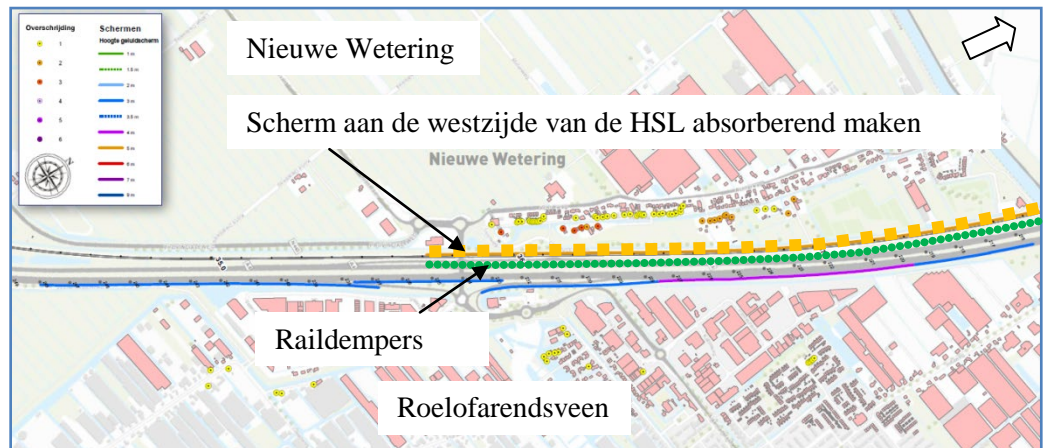 Overschrijding
Schermen
Hoogte geluidscherm
1
2
3
4
5
6
1 m
1.5 m
2 m
3 m
3.5 m
4 m
5 m
6 m
7 m
9 m
Nieuwe Wetering
Scherm aan de westzijde van de HSL absorberend maken
Nieuwe Wetering
Raildempers
Roelofarendsveen